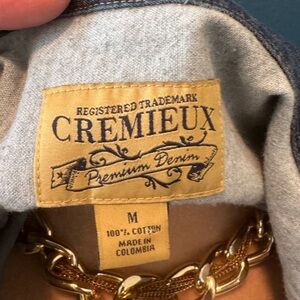 REGISTERED TRADEMARK
CREMIEUX
Premium Denim
M
100% COTTON
MADE IN
COLOMBIA